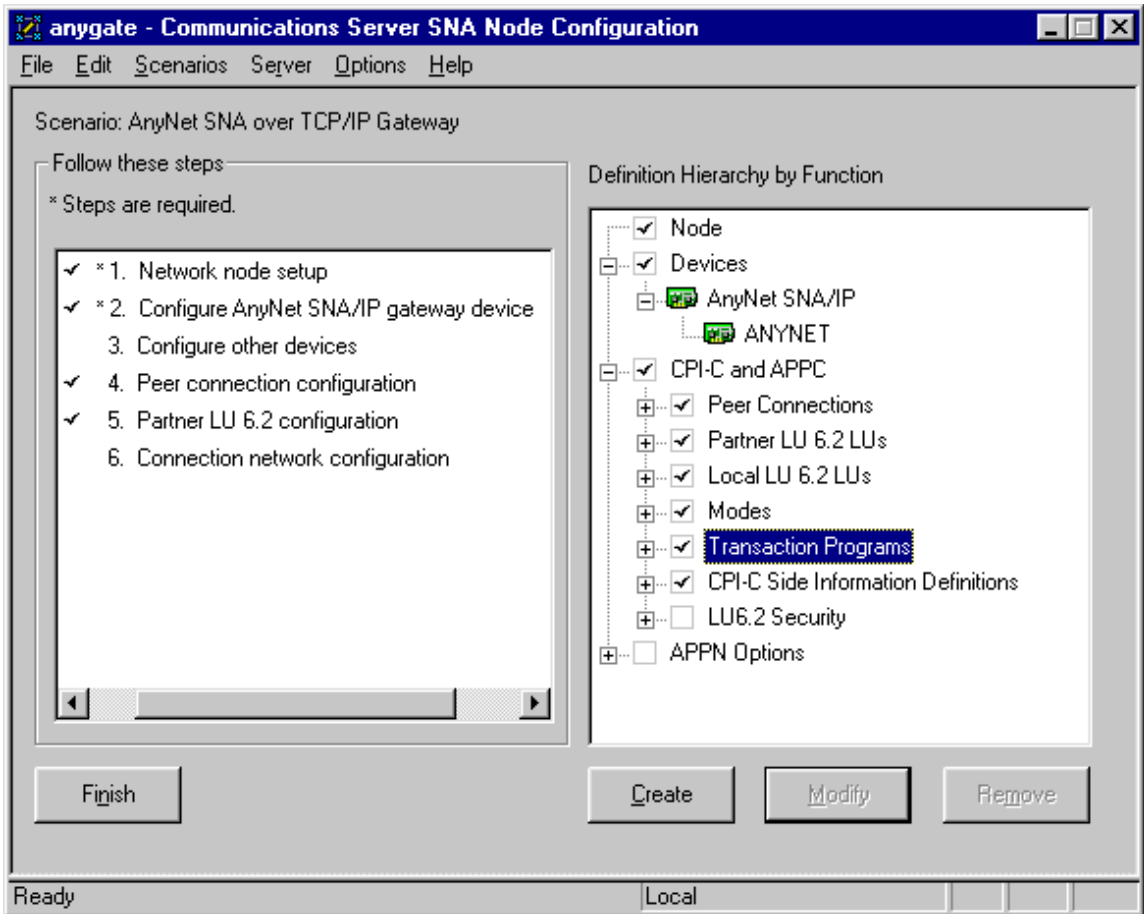 anygate - Communications Server SNA Node Configuration
File Edit Scenarios Server Options Help
Scenario: AnyNet SNA over TCP/IP Gateway
Follow these steps
* Steps are required.
* 1. Network node setup
* 2. Configure AnyNet SNA/IP gateway device
3. Configure other devices
4. Peer connection configuration
5. Partner LU 6.2 configuration
6. Connection network configuration
Finish
Definition Hierarchy by Function
Node
Devices
AnyNet SNA/IP
ANYNET
CPI-C and APPC
Peer Connections
Partner LU 6.2 LUs
Local LU 6.2 LUs
Modes
Transaction Programs
CPI-C Side Information Definitions
LU6.2 Security
APPN Options
Create Modify Remove
Ready Local